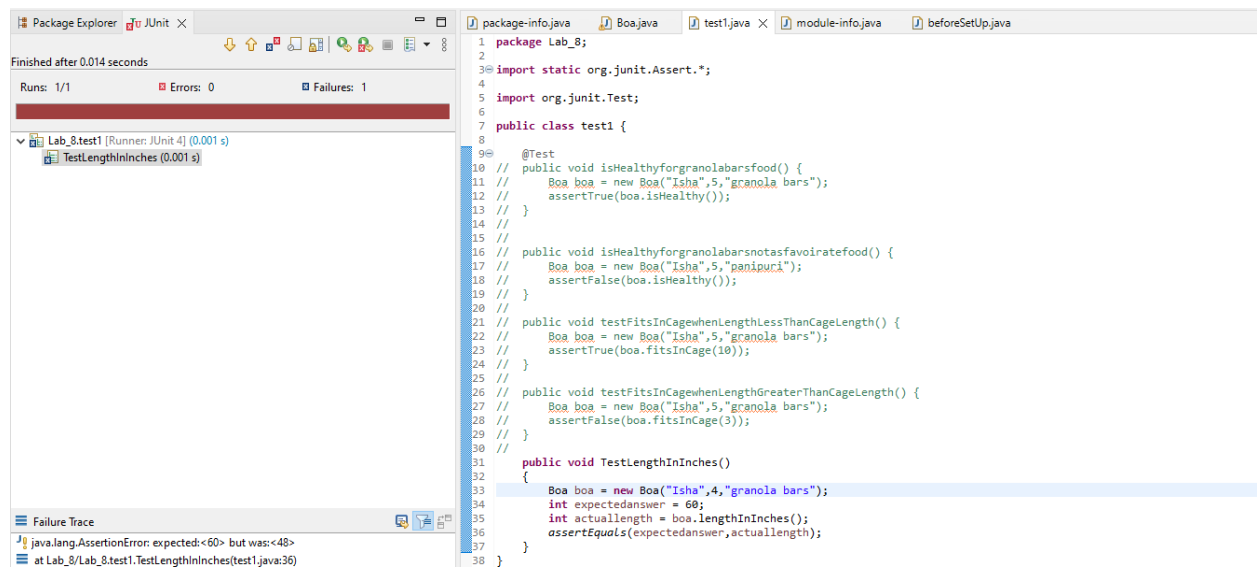 Package Explorer JUnit
Finished after 0.014 seconds
Runs: 1/1 Errors: 0 Failures: 1
Lab_8.test1 [Runner: JUnit 4] (0.001 s)
TestLengthInInches (0.001 s)
Failure Trace
java.lang.AssertionError: expected:<60> but was:<48>
at Lab_8/Lab_8.test1.TestLengthInInches(test1.java:36)
package-info.java Boa.java test1.java module-info.java beforeSetUp.java
1 package Lab_8;
2
3 import static org.junit.Assert.*;
4
5 import org.junit.Test;
6
7 public class test1 {
8
9 @Test
10 // public void isHealthyforgranolabarsfood() {
11 // Boa boa = new Boa("Isha",5,"granola bars");
12 // assertTrue(boa.isHealthy());
13 // }
14 //
15 //
16 // public void isHealthyforgranolabarsnotasfavoiratefood() {
17 // Boa boa = new Boa("Isha",5,"panipuri");
18 // assertFalse(boa.isHealthy());
19 // }
20 //
21 // public void testFitsInCagewhenLengthLessThanCageLength() {
22 // Boa boa = new Boa("Isha",5,"granola bars");
23 // assertTrue(boa.fitsInCage(10));
24 // }
25 //
26 // public void testFitsInCagewhenLengthGreaterThanCageLength() {
27 // Boa boa = new Boa("Isha",5,"granola bars");
28 // assertFalse(boa.fitsInCage(3));
29 // }
30 //
31 public void TestLengthInInches()
32 {
33 Boa boa = new Boa("Isha",4,"granola bars");
34 int expectedanswer = 60;
35 int actuallength = boa.lengthInInches();
36 assertEquals(expectedanswer,actuallength);
37 }
38 }